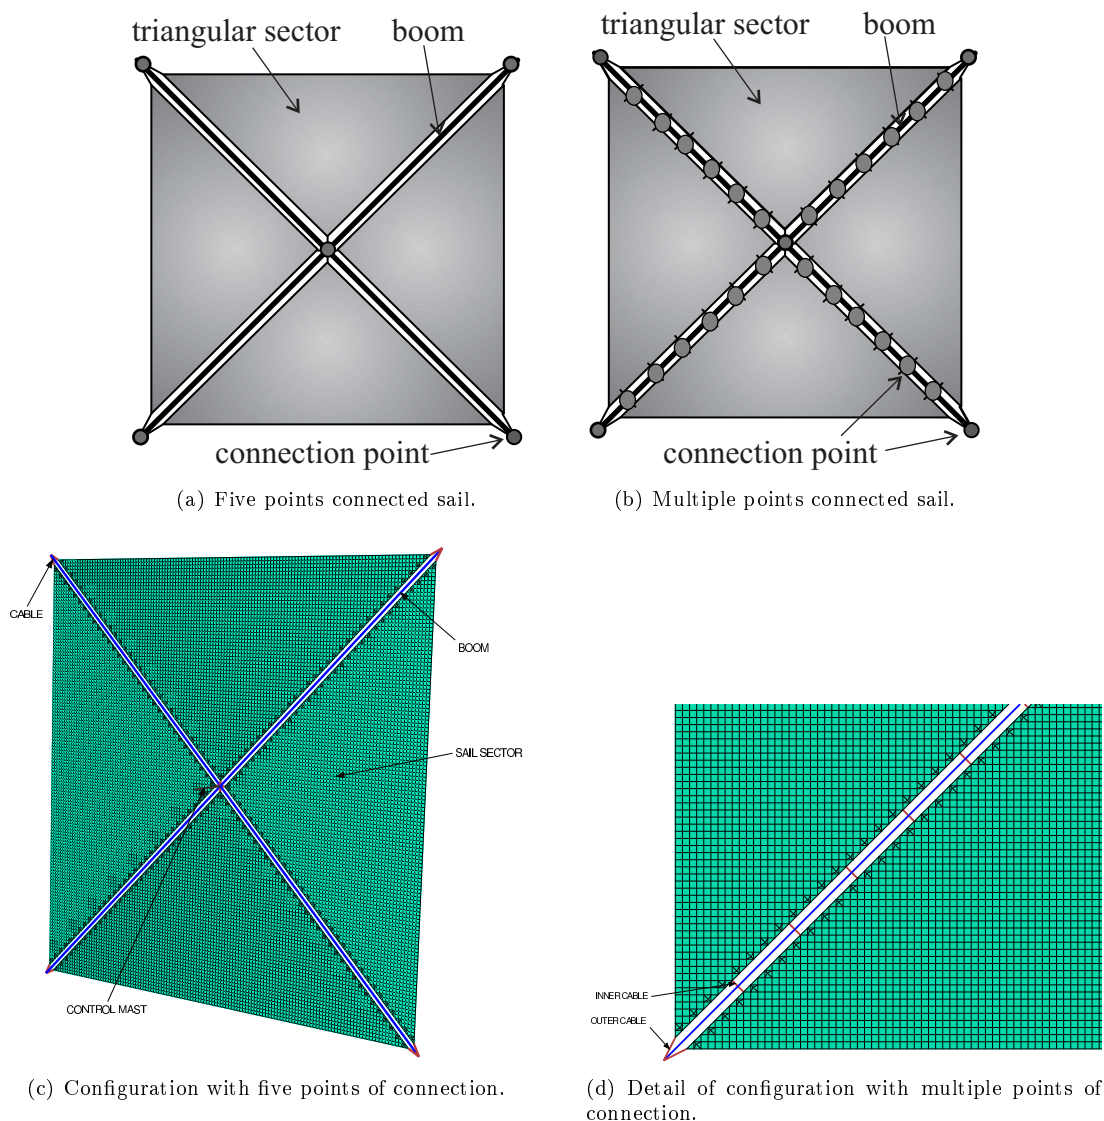 triangular sector boom
connection point
(a) Five points connected sail.
triangular sector boom
connection point
(b) Multiple points connected sail.
CABLE
BOOM
SAIL SECTOR
CONTROL MAST
(c) Configuration with five points of connection.
INNER CABLE
OUTER CABLE
(d) Detail of configuration with multiple points of
connection.